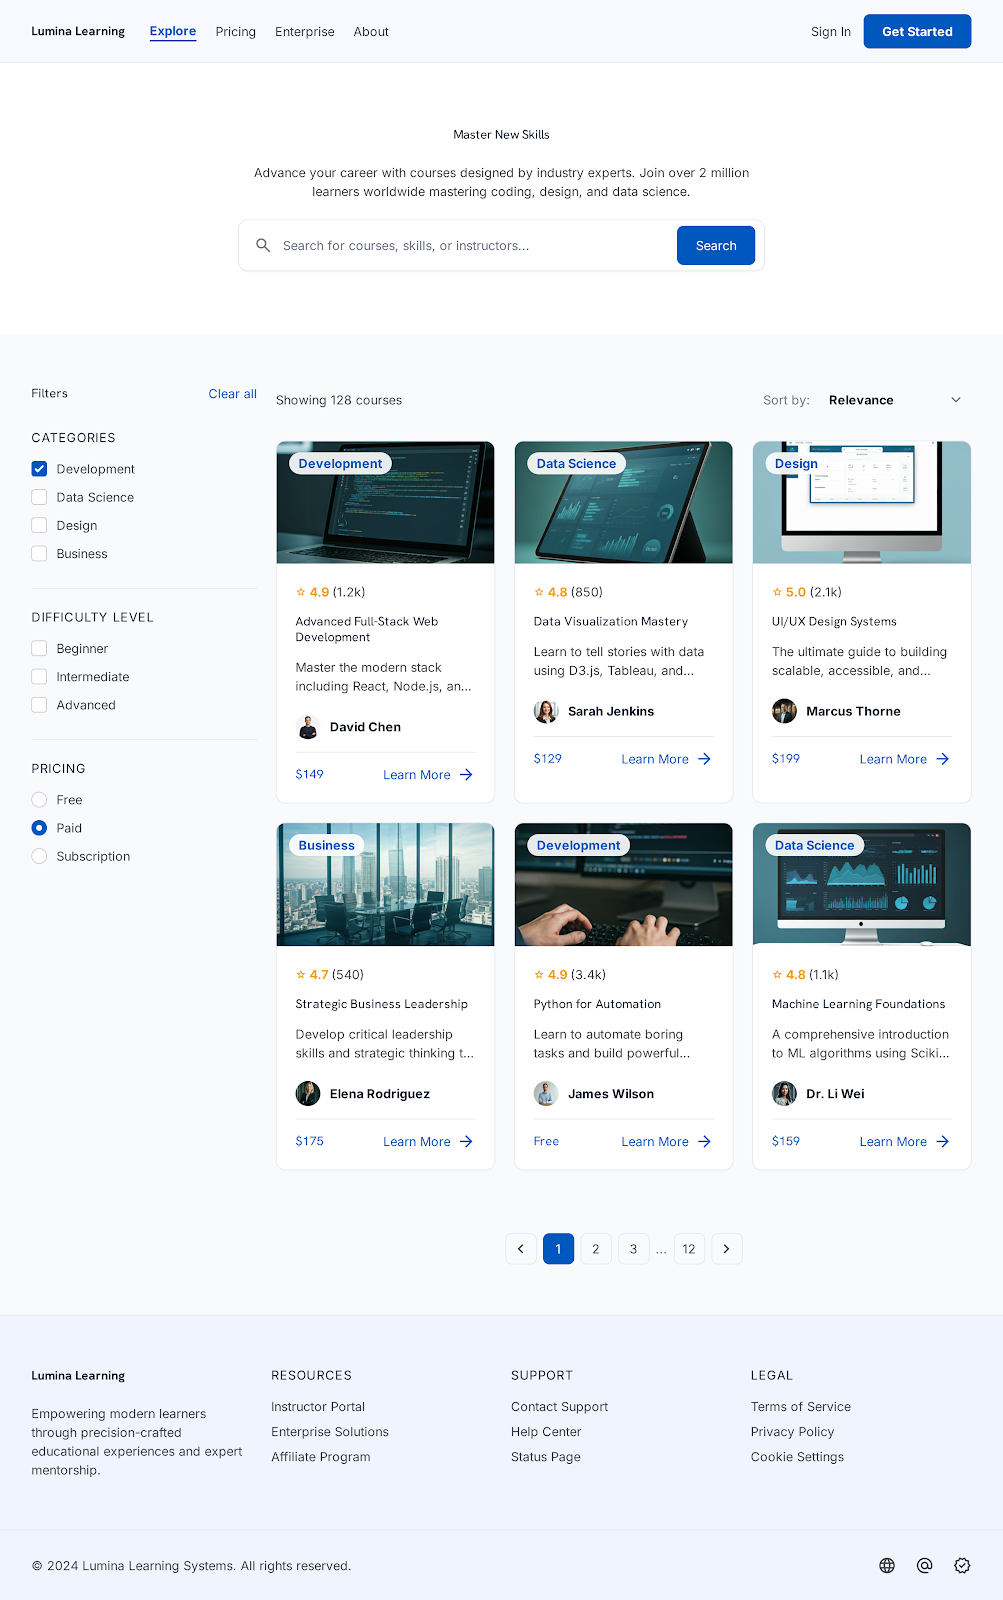 Lumina Learning
Explore
Pricing
Enterprise
About
Sign In
Get Started
Master New Skills
Advance your career with courses designed by industry experts. Join over 2 million
learners worldwide mastering coding, design, and data science.
Search for courses, skills, or instructors...
Search
Filters
Clear all
CATEGORIES
Development
Data Science
Design
Business
DIFFICULTY LEVEL
Beginner
Intermediate
Advanced
PRICING
Free
Paid
Subscription
Showing 128 courses
Sort by:
Relevance
Development
4.9 (1.2k)
Advanced Full-Stack Web
Development
Master the modern stack
including React, Node.js, an...
David Chen
$149
Learn More
Data Science
4.8 (850)
Data Visualization Mastery
Learn to tell stories with data
using D3.js, Tableau, and...
Sarah Jenkins
$129
Learn More
Design
5.0 (2.1k)
UI/UX Design Systems
The ultimate guide to building
scalable, accessible, and...
Marcus Thorne
$199
Learn More
Business
4.7 (540)
Strategic Business Leadership
Develop critical leadership
skills and strategic thinking t...
Elena Rodriguez
$175
Learn More
Development
4.9 (3.4k)
Python for Automation
Learn to automate boring
tasks and build powerful...
James Wilson
Free
Learn More
Data Science
4.8 (1.1k)
Machine Learning Foundations
A comprehensive introduction
to ML algorithms using Sciki...
Dr. Li Wei
$159
Learn More
1
2
3
...
12
Lumina Learning
Empowering modern learners
through precision-crafted
educational experiences and expert
mentorship.
RESOURCES
Instructor Portal
Enterprise Solutions
Affiliate Program
SUPPORT
Contact Support
Help Center
Status Page
LEGAL
Terms of Service
Privacy Policy
Cookie Settings
© 2024 Lumina Learning Systems. All rights reserved.